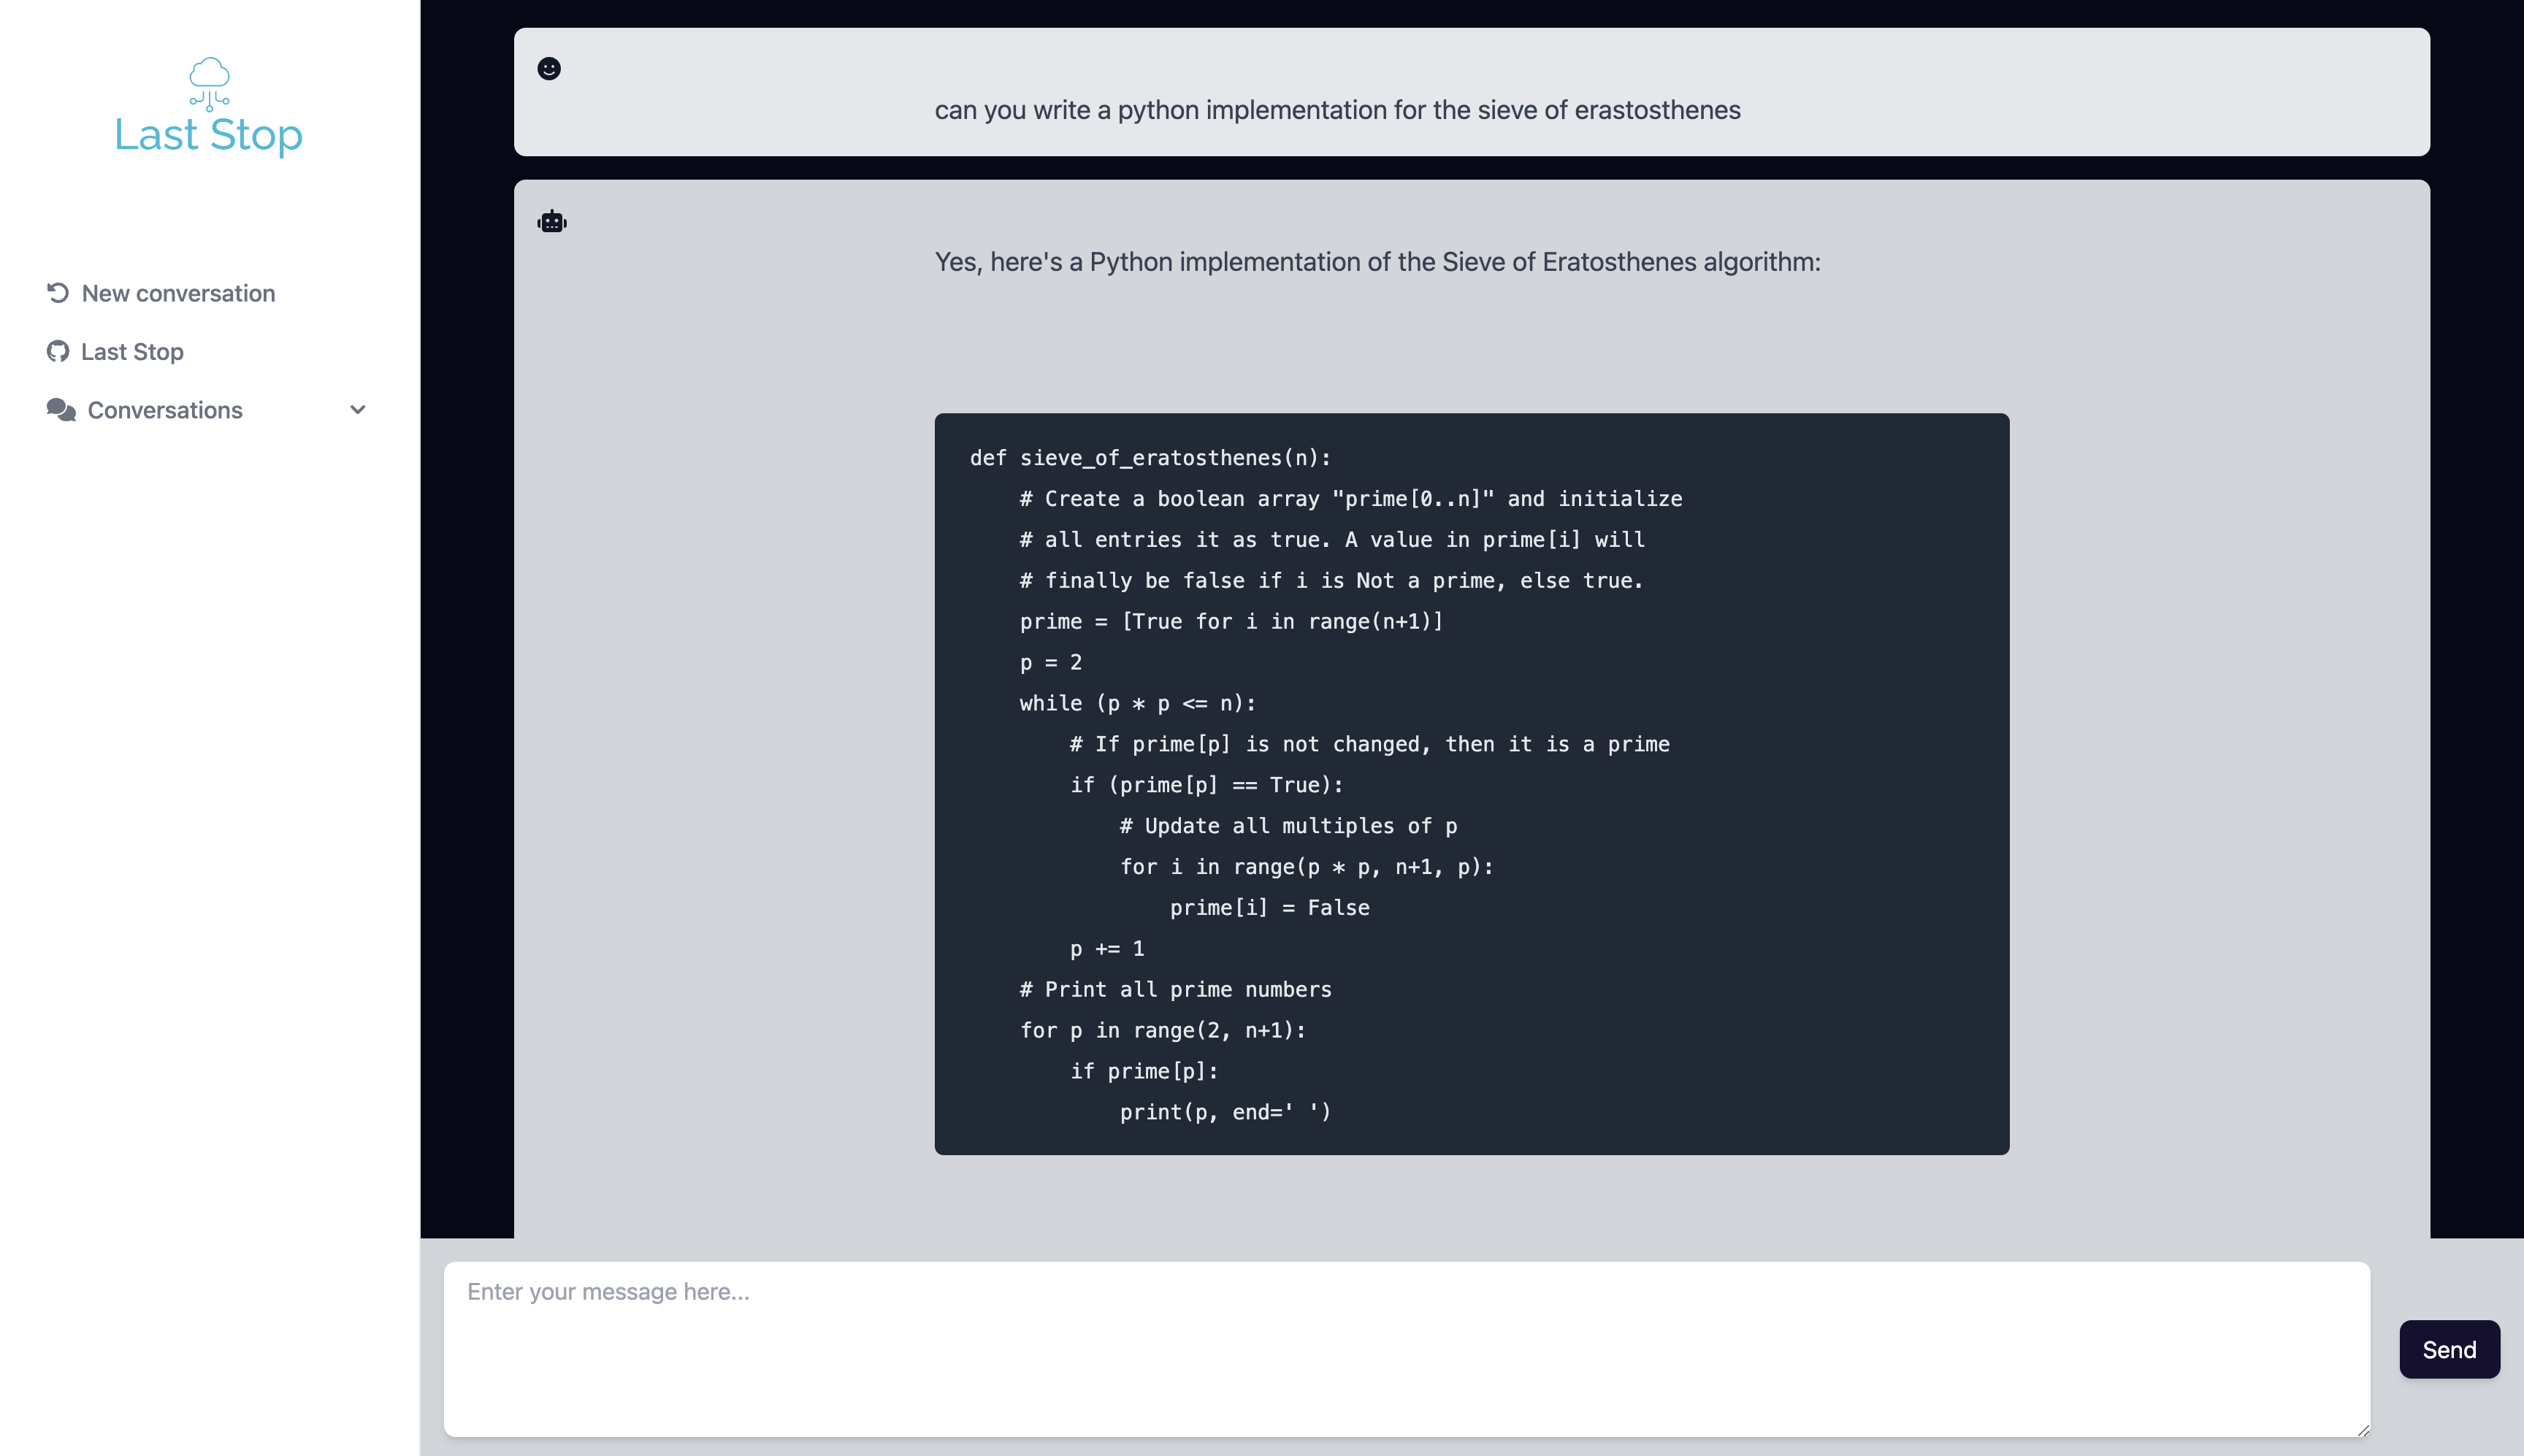 Last Stop
New conversation
Last Stop
Conversations
can you write a python implementation for the sieve of erastosthenes
Yes, here's a Python implementation of the Sieve of Eratosthenes algorithm:
def sieve_of_eratosthenes(n):
    # Create a boolean array "prime[0..n]" and initialize
    # all entries it as true. A value in prime[i] will
    # finally be false if i is Not a prime, else true.
    prime = [True for i in range(n+1)]
    p = 2
    while (p * p <= n):
        # If prime[p] is not changed, then it is a prime
        if (prime[p] == True):
            # Update all multiples of p
            for i in range(p * p, n+1, p):
                prime[i] = False
        p += 1
    # Print all prime numbers
    for p in range(2, n+1):
        if prime[p]:
            print(p, end=' ')
Enter your message here...
Send